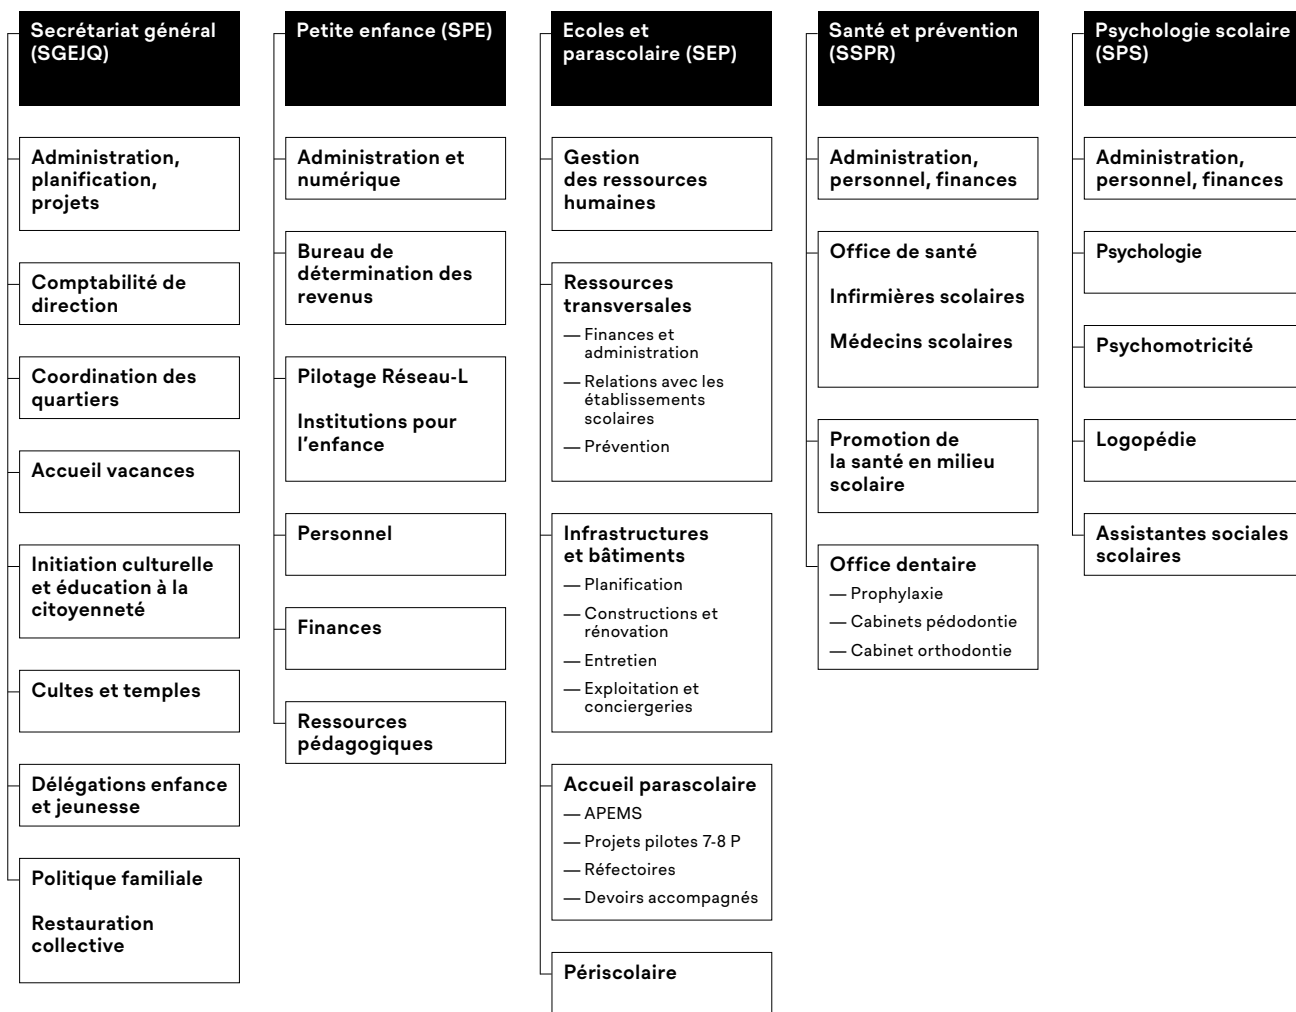 Secrétariat général
(SGEJQ)
Administration,
planification,
projets
Comptabilité de
direction
Coordination des
quartiers
Accueil vacances
Initiation culturelle
et éducation à la
citoyenneté
Cultes et temples
Délégations enfance
et jeunesse
Politique familiale
Restauration
collective
Petite enfance (SPE)
Administration et
numérique
Bureau de
détermination des
revenus
Pilotage Réseau-L
Institutions pour
l'enfance
Personnel
Finances
Ressources
pédagogiques
Ecoles et
parascolaire (SEP)
Gestion
des ressources
humaines
Ressources
transversales
— Finances et
administration
— Relations avec les
établissements
scolaires
— Prévention
Infrastructures
et bâtiments
— Planification
— Constructions et
rénovation
— Entretien
— Exploitation et
conciergeries
Accueil parascolaire
— APEMS
— Projets pilotes 7-8 P
— Réfectoires
— Devoirs accompagnés
Périscolaire
Santé et prévention
(SSPR)
Administration,
personnel, finances
Office de santé
Infirmières scolaires
Médecins scolaires
Promotion de
la santé en milieu
scolaire
Office dentaire
— Prophylaxie
— Cabinets pédodontie
— Cabinet orthodontie
Psychologie scolaire
(SPS)
Administration,
personnel, finances
Psychologie
Psychomotricité
Logopédie
Assistantes sociales
scolaires